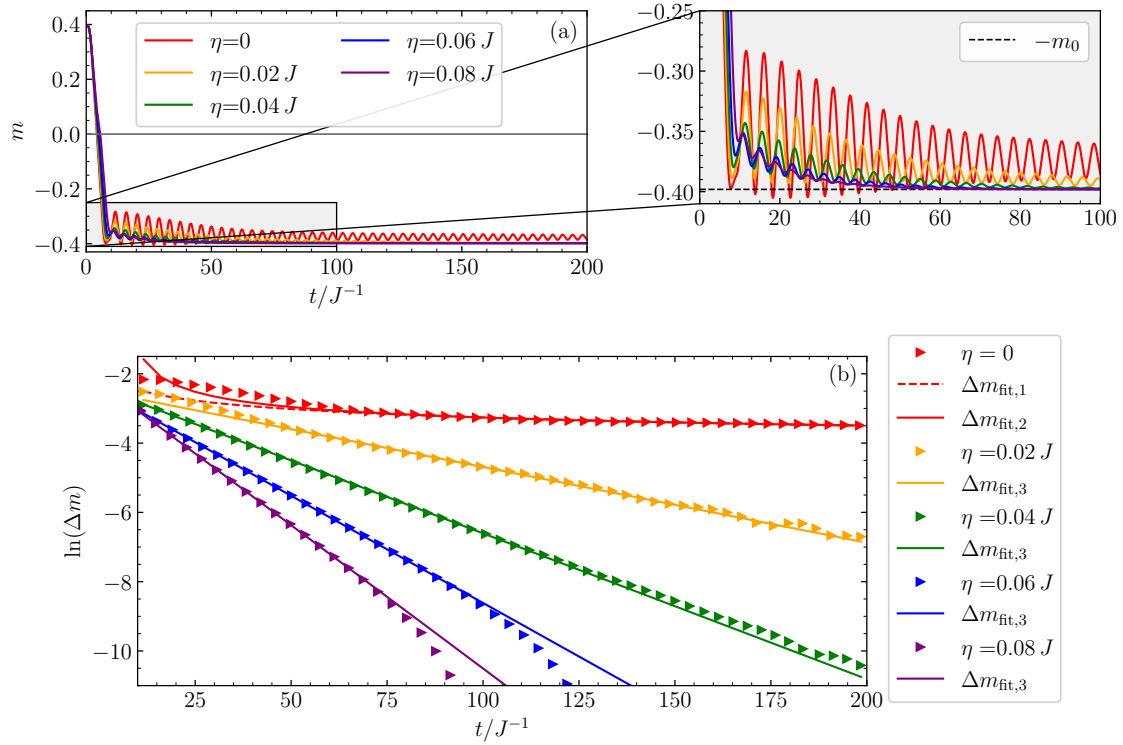 0.4
0.2
0.0
−0.2
−0.4
m
0
50
100
150
200
t/J⁻¹
(a)
η=0
η=0.02 J
η=0.04 J
η=0.06 J
η=0.08 J
−0.25
−0.30
−0.35
−0.40
0
20
40
60
80
100
−m₀
−2
−4
−6
−8
−10
ln(Δm)
25
50
75
100
125
150
175
200
t/J⁻¹
(b)
η = 0
Δm_fit,1
Δm_fit,2
η =0.02 J
Δm_fit,3
η =0.04 J
Δm_fit,3
η =0.06 J
Δm_fit,3
η =0.08 J
Δm_fit,3